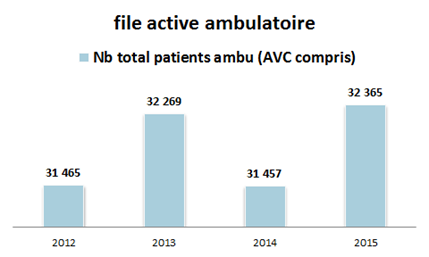 file active ambulatoire
Nb total patients ambu (AVC compris)
32 365
32 269
31 465
31 457
2012 2013 2014 2015